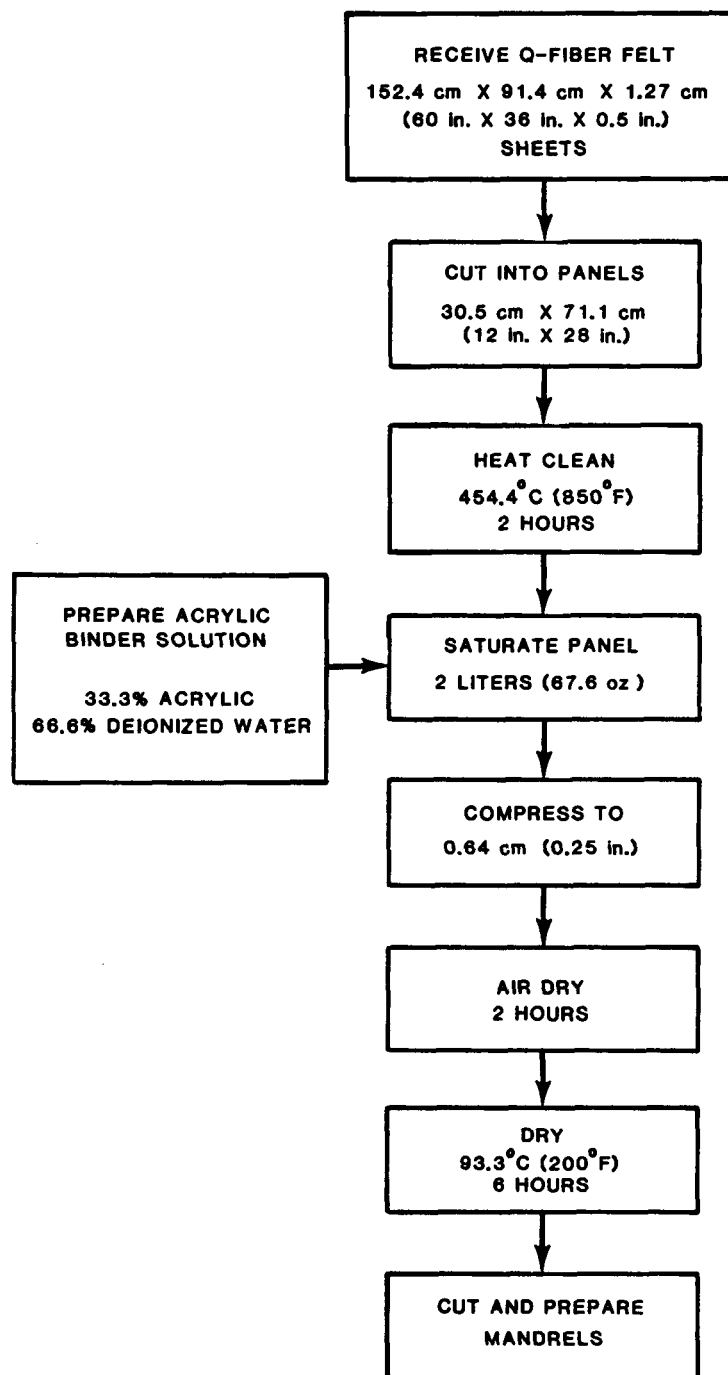 RECEIVE Q-FIBER FELT
152.4 cm X 91.4 cm X 1.27 cm
(60 in. X 36 in. X 0.5 in.)
SHEETS
CUT INTO PANELS
30.5 cm X 71.1 cm
(12 in. X 28 in.)
HEAT CLEAN
454.4°C (850°F)
2 HOURS
PREPARE ACRYLIC
BINDER SOLUTION
33.3% ACRYLIC
66.6% DEIONIZED WATER
SATURATE PANEL
2 LITERS (67.6 oz)
COMPRESS TO
0.64 cm (0.25 in.)
AIR DRY
2 HOURS
DRY
93.3°C (200°F)
6 HOURS
CUT AND PREPARE
MANDRELS